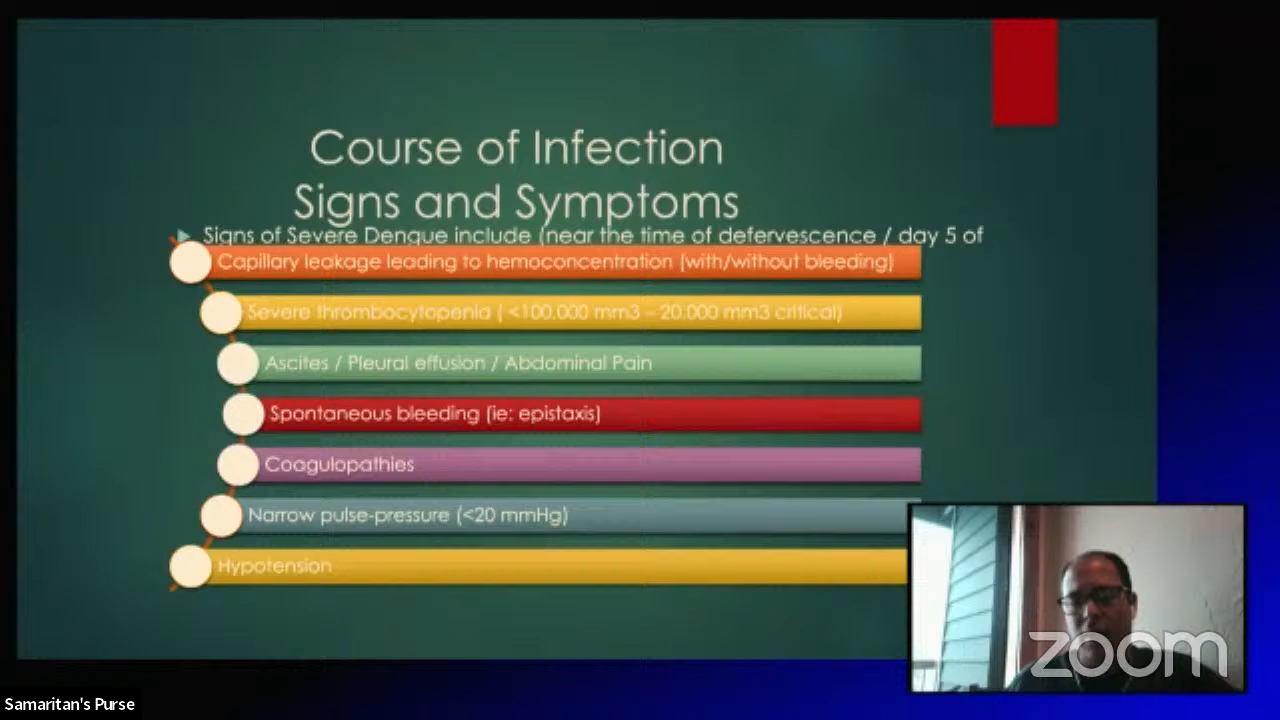 Course of Infection
Signs and Symptoms
Signs of Severe Dengue include (near the time of defervescence / day 5 of
Capillary leakage leading to hemoconcentration (with/without bleeding)
Severe thrombocytopenia ( <100.000 mm3 – 20.000 mm3 critical)
Ascites / Pleural effusion / Abdominal Pain
Spontaneous bleeding (ie: epistaxis)
Coagulopathies
Narrow pulse-pressure (<20 mmHg)
Hypotension
zoom
Samaritan's Purse